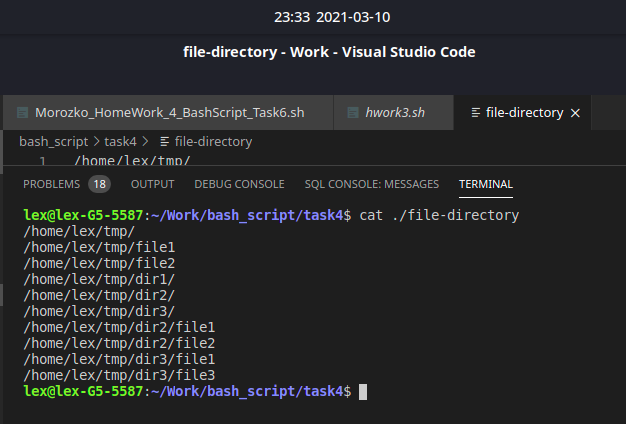 23:33 2021-03-10
file-directory - Work - Visual Studio Code
Morozko_HomeWork_4_BashScript_Task6.sh hwork3.sh file-directory
bash_script > task4 > file-directory
1 /home/lex/tmp/
PROBLEMS 18 OUTPUT DEBUG CONSOLE SQL CONSOLE: MESSAGES TERMINAL
lex@lex-G5-5587:~/Work/bash_script/task4$ cat ./file-directory
/home/lex/tmp/
/home/lex/tmp/file1
/home/lex/tmp/file2
/home/lex/tmp/dir1/
/home/lex/tmp/dir2/
/home/lex/tmp/dir3/
/home/lex/tmp/dir2/file1
/home/lex/tmp/dir2/file2
/home/lex/tmp/dir3/file1
/home/lex/tmp/dir3/file3
lex@lex-G5-5587:~/Work/bash_script/task4$